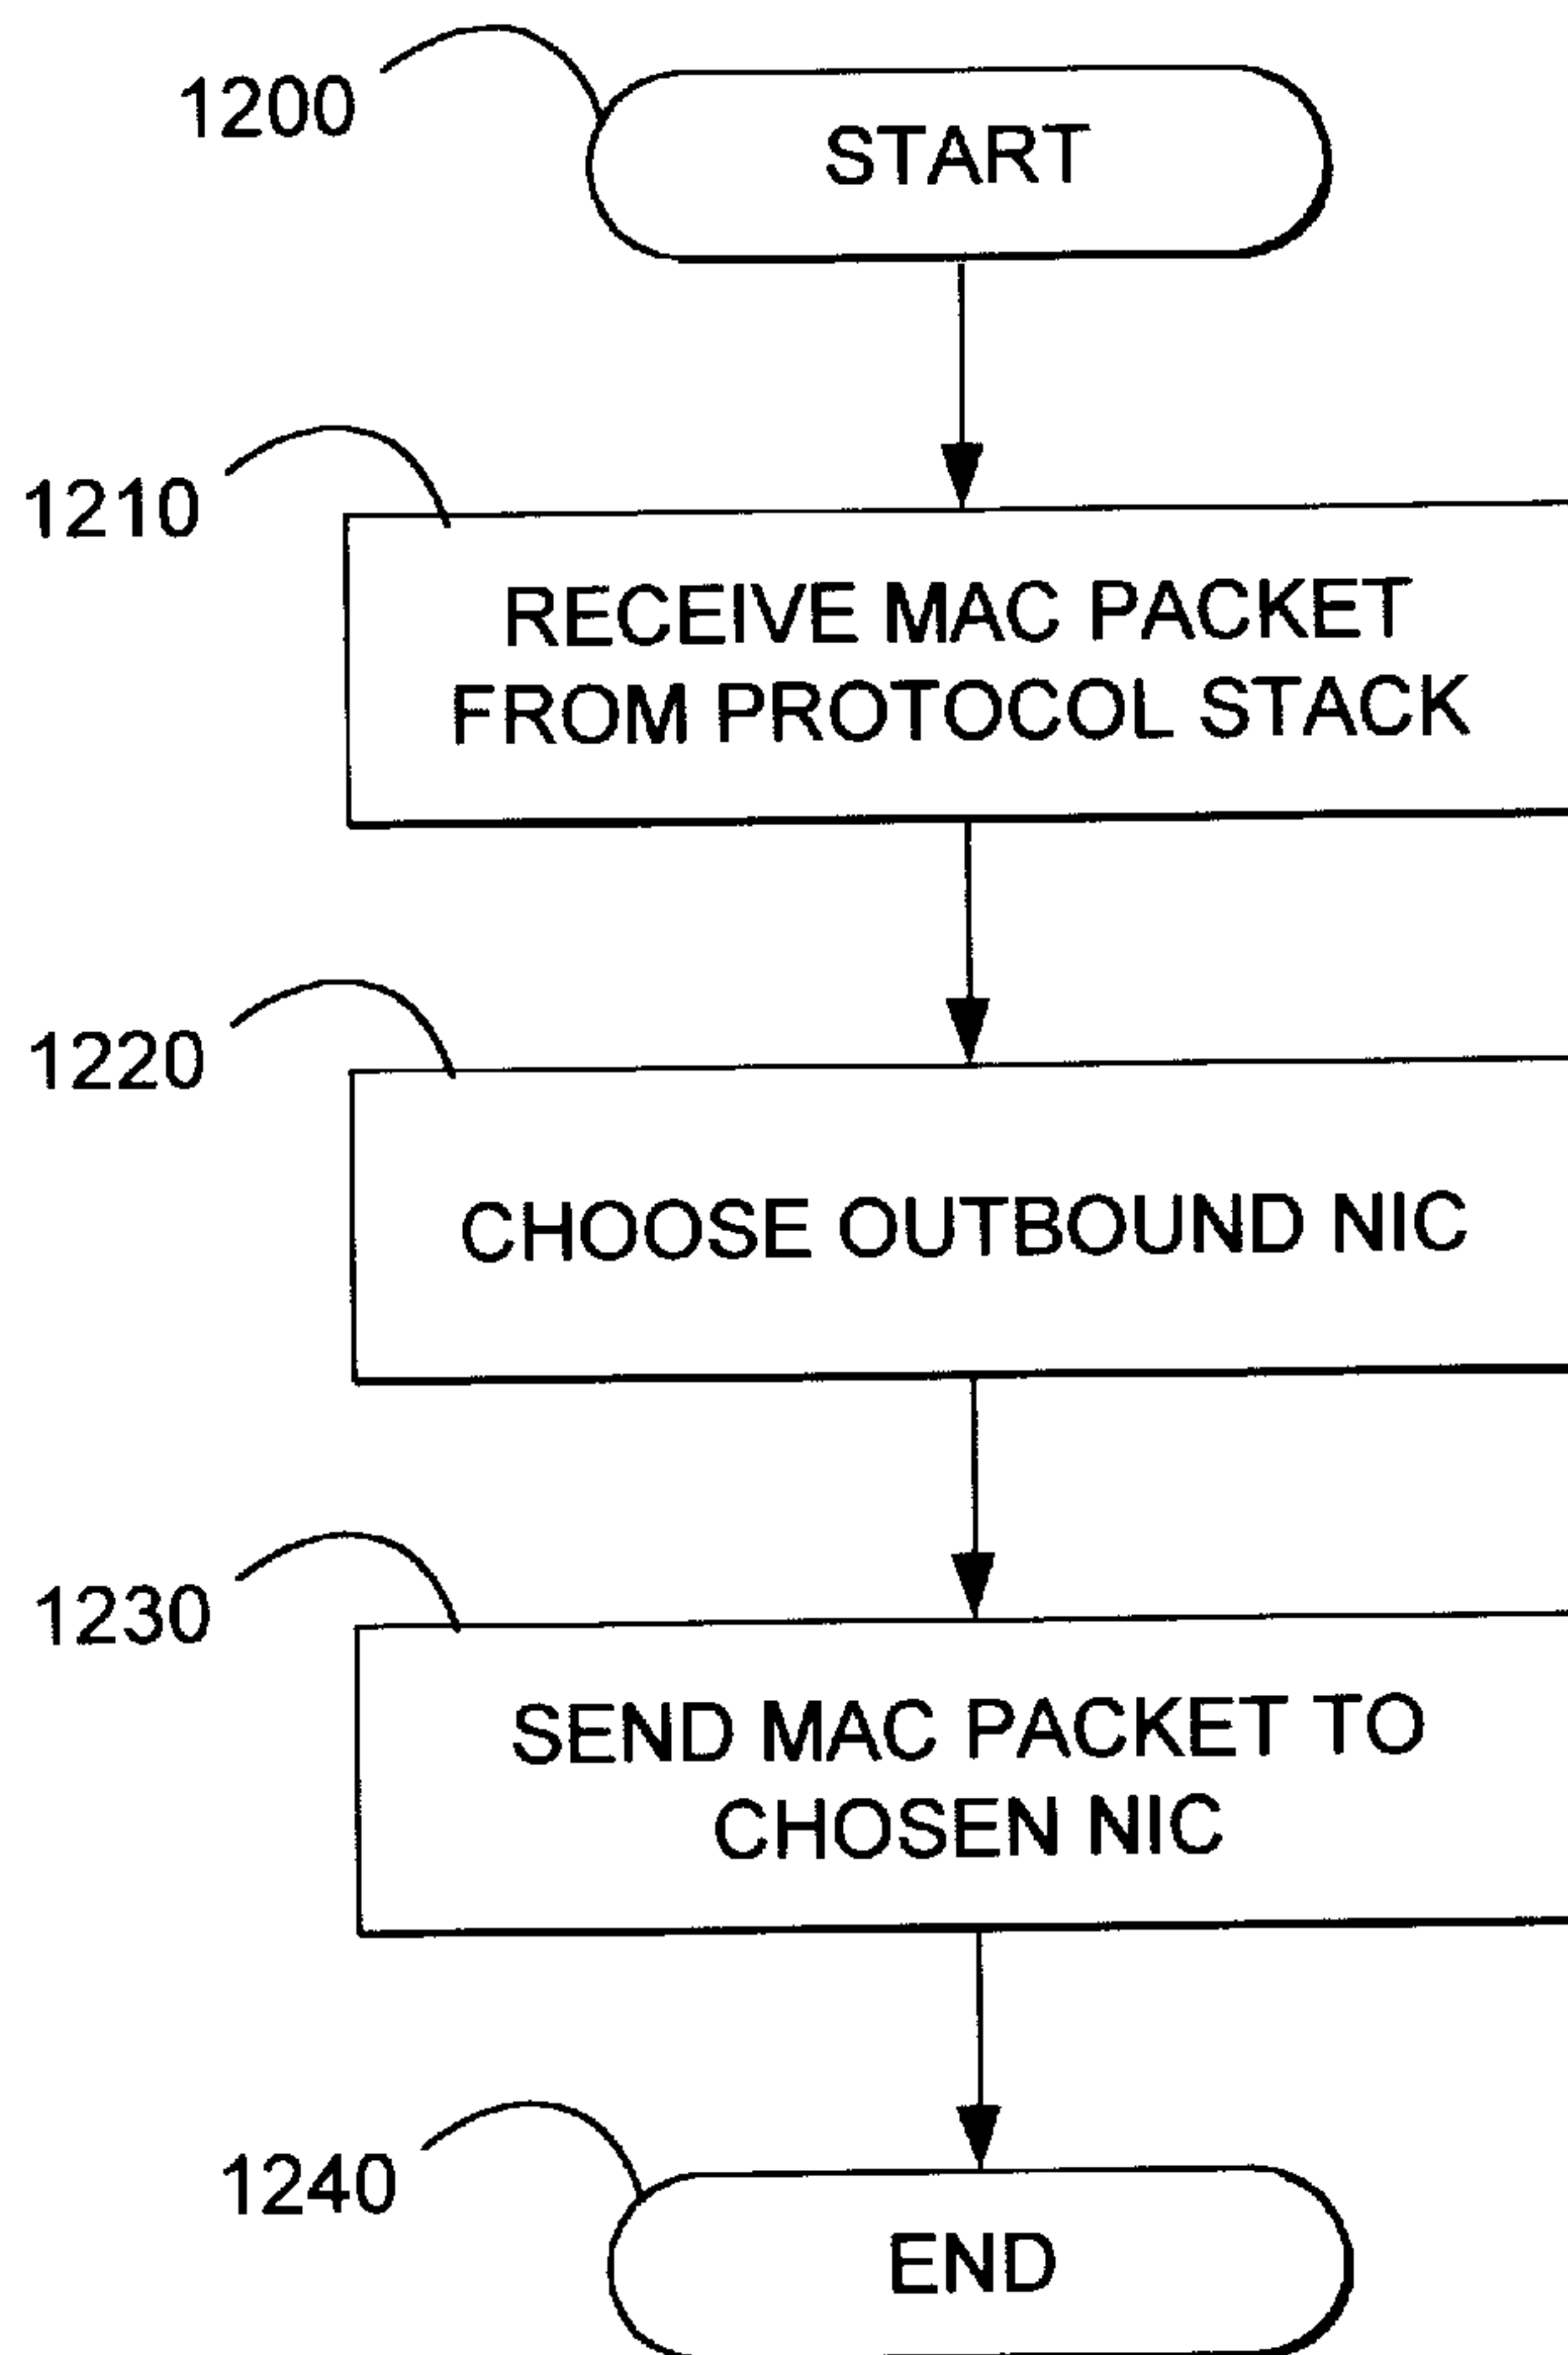 1200
START
1210
RECEIVE MAC PACKET
FROM PROTOCOL STACK
1220
CHOOSE OUTBOUND NIC
1230
SEND MAC PACKET TO
CHOSEN NIC
1240
END